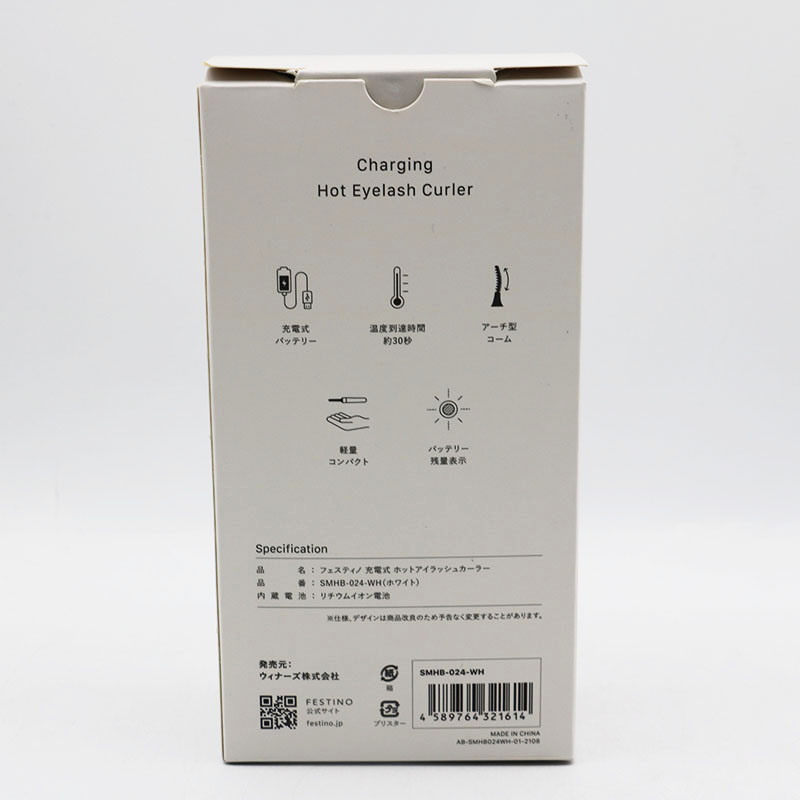 Charging
Hot Eyelash Curler
充電式
バッテリー
温度到達時間
約30秒
アーチ型
コーム
軽量
コンパクト
バッテリー
残量表示
Specification
品名：フェスティノ 充電式 ホットアイラッシュカーラー
品番：SMHB-024-WH（ホワイト）
内蔵電池：リチウムイオン電池
※仕様、デザインは商品改良のため予告なく変更することがあります。
発売元：
ウィナーズ株式会社
FESTINO
公式サイト
festino.jp
紙
箱
プラ
ブリスター
SMHB-024-WH
4 589764 321614
MADE IN CHINA
AB-SMHB024WH-01-2108